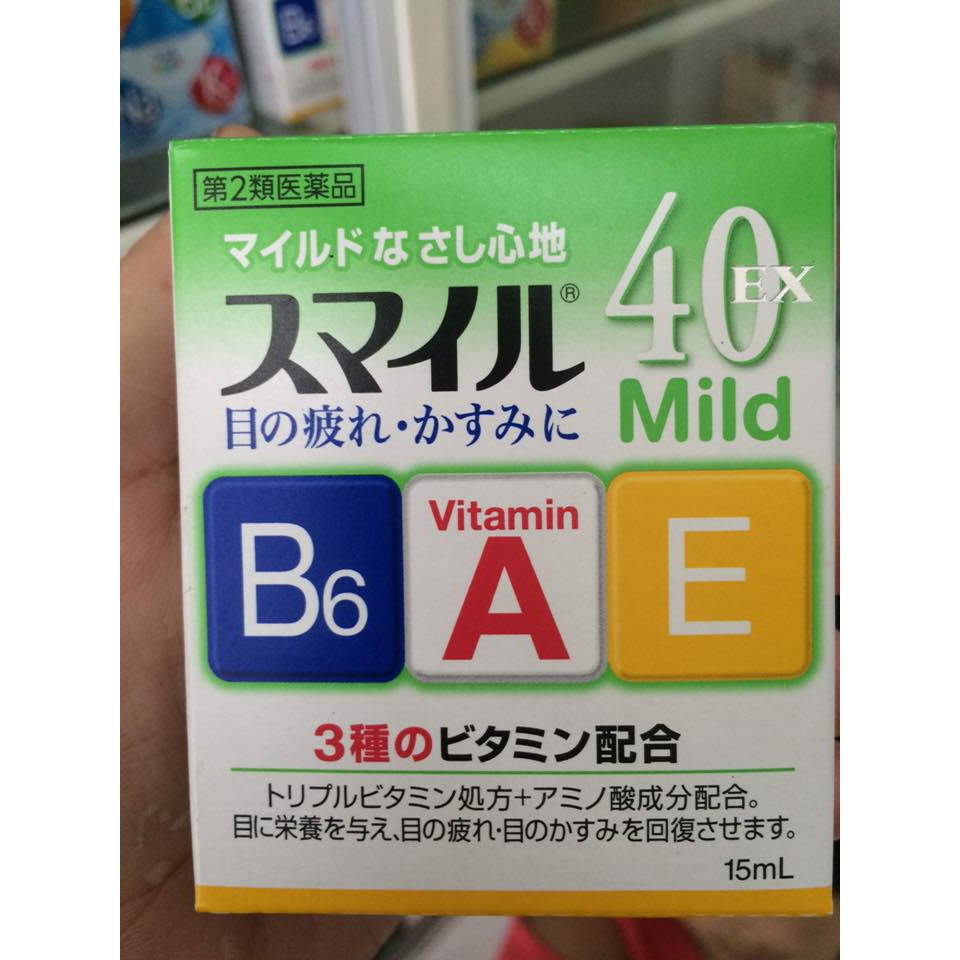 第2類医薬品
マイルドなさし心地
スマイル® 40 EX
Mild
目の疲れ・かすみに
B6
Vitamin
A
E
3種のビタミン配合
トリプルビタミン処方+アミノ酸成分配合。
目に栄養を与え、目の疲れ・目のかすみを回復させます。
15mL